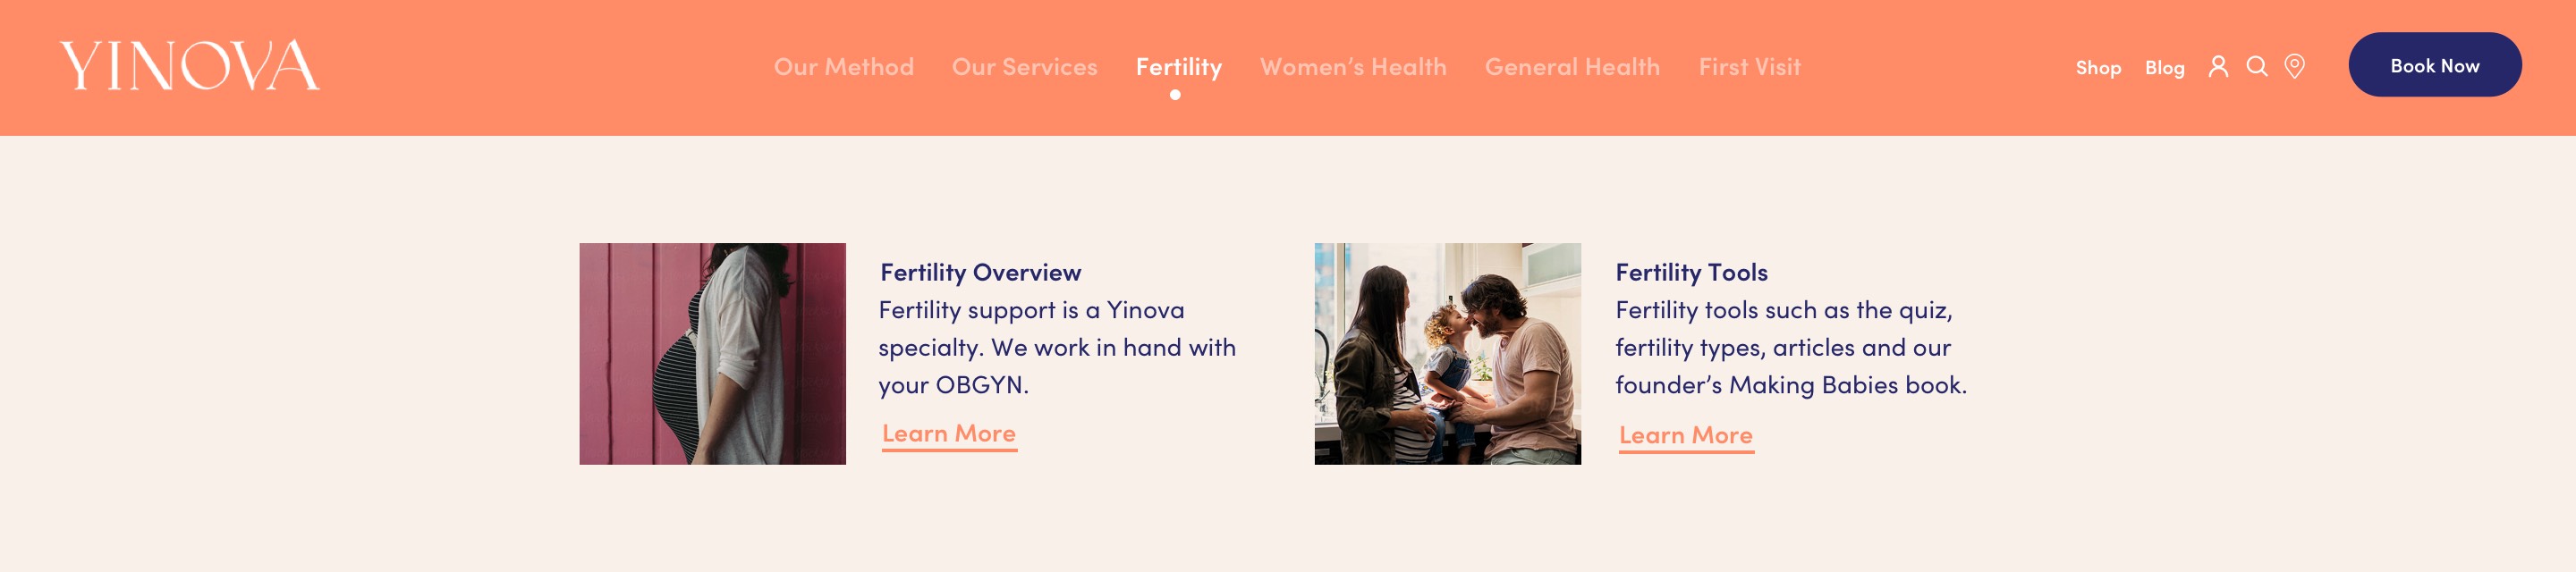 YINOVA
Our Method
Our Services
Fertility
Women’s Health
General Health
First Visit
Shop
Blog
Book Now
Fertility Overview
Fertility support is a Yinova
specialty. We work in hand with
your OBGYN.
Learn More
Fertility Tools
Fertility tools such as the quiz,
fertility types, articles and our
founder’s Making Babies book.
Learn More